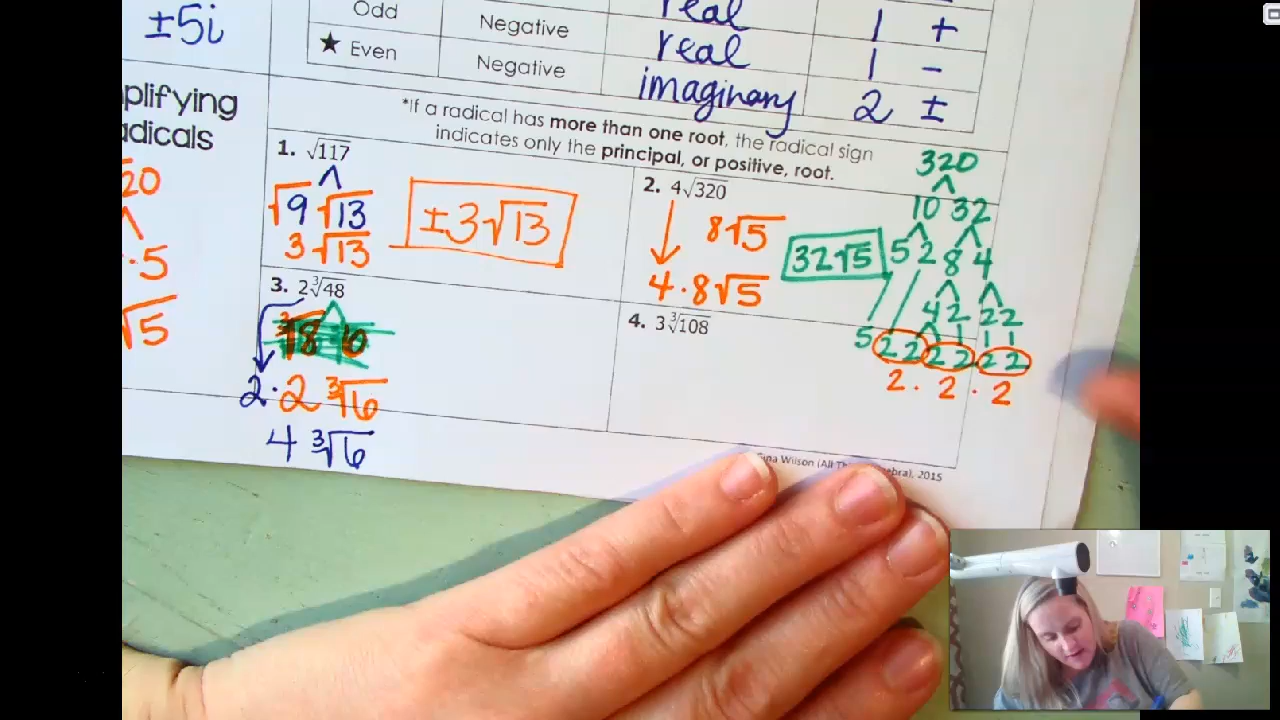 ±5i
Odd Negative real 1 +
★ Even Negative real 1 -
imaginary 2 ±
*If a radical has more than one root, the radical sign
indicates only the principal, or positive, root.
plifying
adicals
20
·5
√5
1. √117
√9 √13
3√13
±3√13
2. 4√320
8√5
4·8√5
32√5
320
10 32
5 2 8 4
4 2 2 2
5 2 2 2 2 2 2
2 · 2 · 2
3. 2∛48
2·2∛6
4∛6
4. 3∛108
Gina Wilson (All Th ebra), 2015